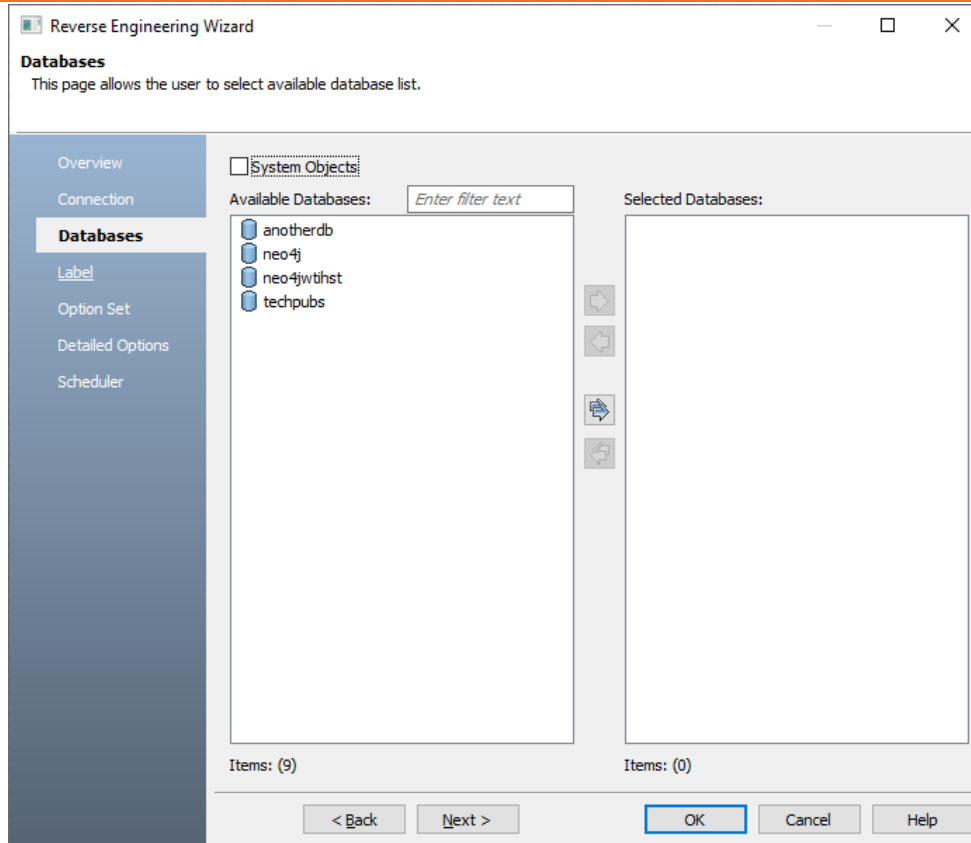 Reverse Engineering Wizard
Databases
This page allows the user to select available database list.
Overview
Connection
Databases
Label
Option Set
Detailed Options
Scheduler
System Objects
Available Databases:
Enter filter text
Selected Databases:
anotherdb
neo4j
neo4jwtihst
techpubs
Items: (9)
Items: (0)
< Back
Next >
OK
Cancel
Help